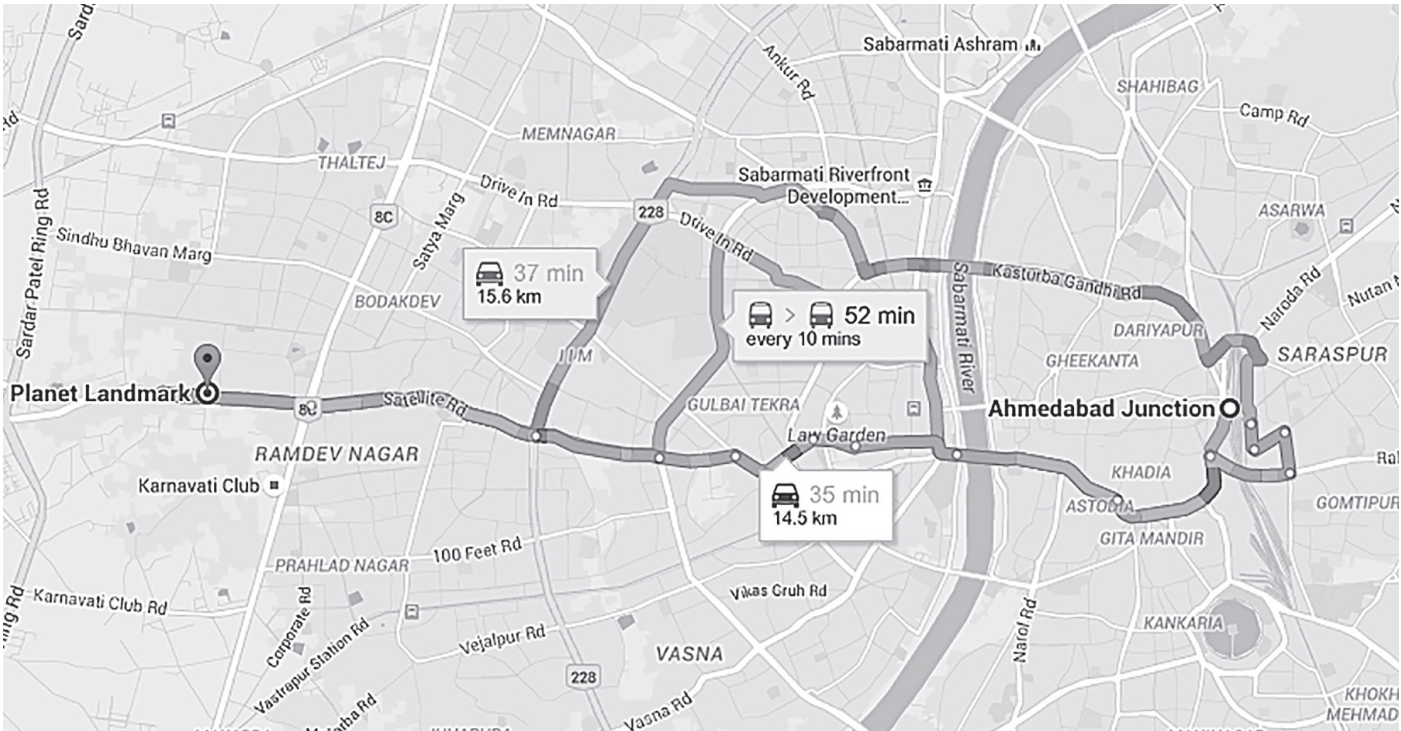 Sard
Ankur Rd
Sabarmati Ashram
SHAHIBAG
Camp Rd
Rd
MEMNAGAR
THALTEJ
Drive In Rd
Sabarmati Riverfront
Development...
8C
228
Satya Marg
Drive In Rd
ASARWA
Sardar Patel Ring Rd
Sindhu Bhavan Marg
37 min
15.6 km
Sabarmati River
Kasturba Gandhi Rd
Naroda Rd
Nutan
BODAKDEV
52 min
every 10 mins
DARIYAPUR
IIM
GHEEKANTA
SARASPUR
Planet Landmark
8C
Satellite Rd
GULBAI TEKRA
Ahmedabad Junction
Law Garden
RAMDEV NAGAR
Karnavati Club
35 min
14.5 km
KHADIA
ASTODIA
GOMTIPUR
GITA MANDIR
100 Feet Rd
PRAHLAD NAGAR
Karnavati Club Rd
Corporate Rd
Vikas Gruh Rd
Narol Rd
KANKARIA
Vejalpur Rd
Vastrapur Station Rd
VASNA
228
Vasna Rd
KHOKH
MEHMAD